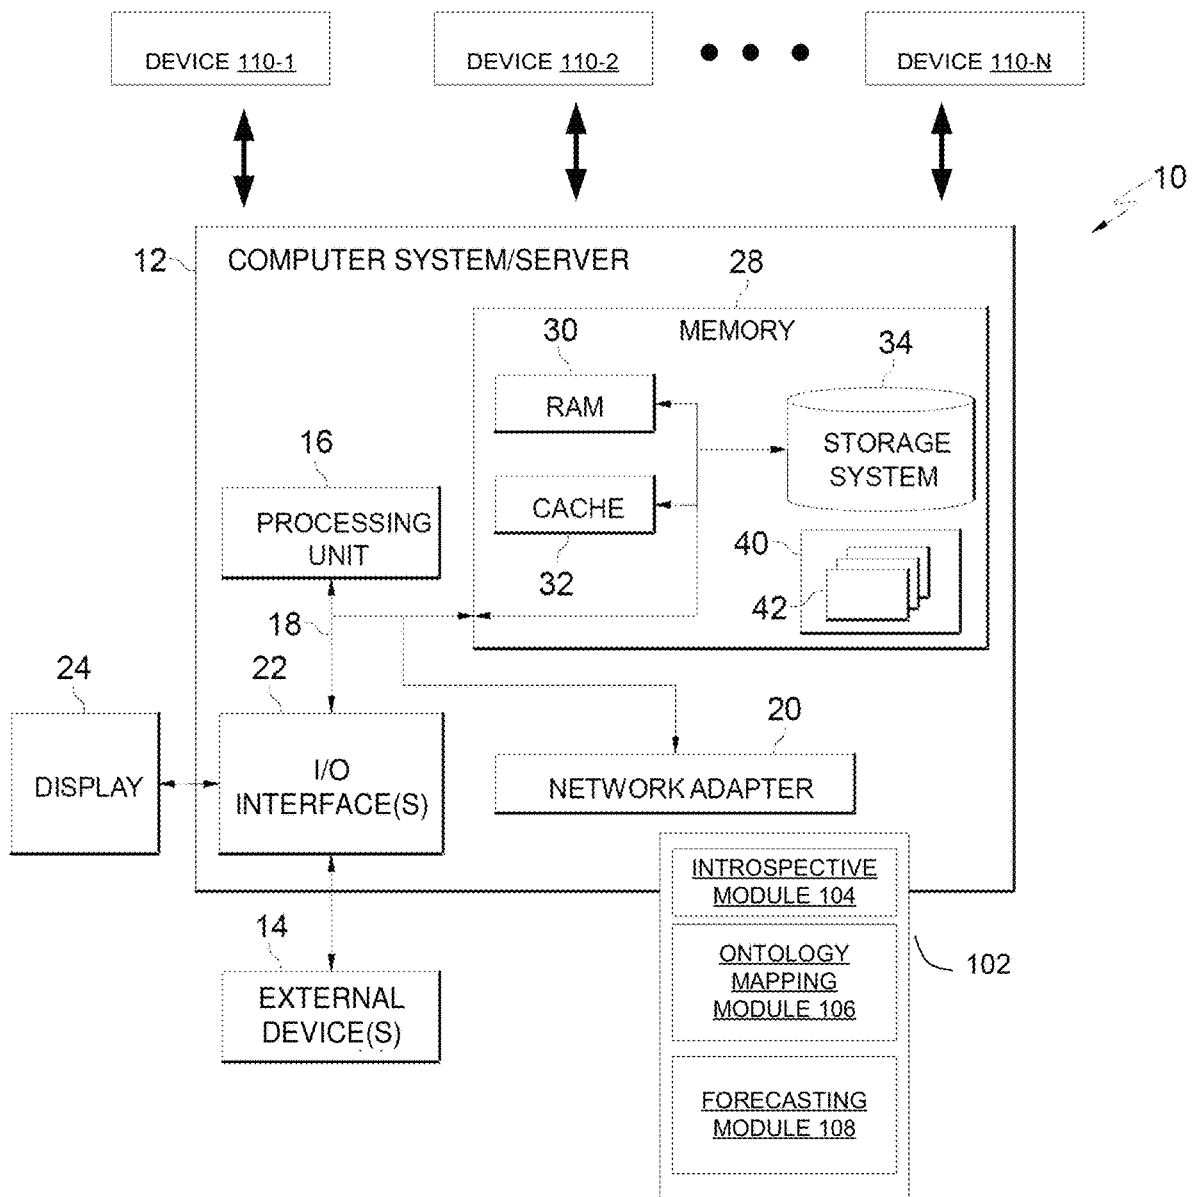 DEVICE 110-1
DEVICE 110-2
DEVICE 110-N
10
12
COMPUTER SYSTEM/SERVER
28
MEMORY
30
RAM
34
STORAGE
SYSTEM
16
PROCESSING
UNIT
CACHE
32
40
42
18
24
DISPLAY
22
I/O
INTERFACE(S)
20
NETWORK ADAPTER
INTROSPECTIVE
MODULE 104
14
EXTERNAL
DEVICE(S)
ONTOLOGY
MAPPING
MODULE 106
102
FORECASTING
MODULE 108